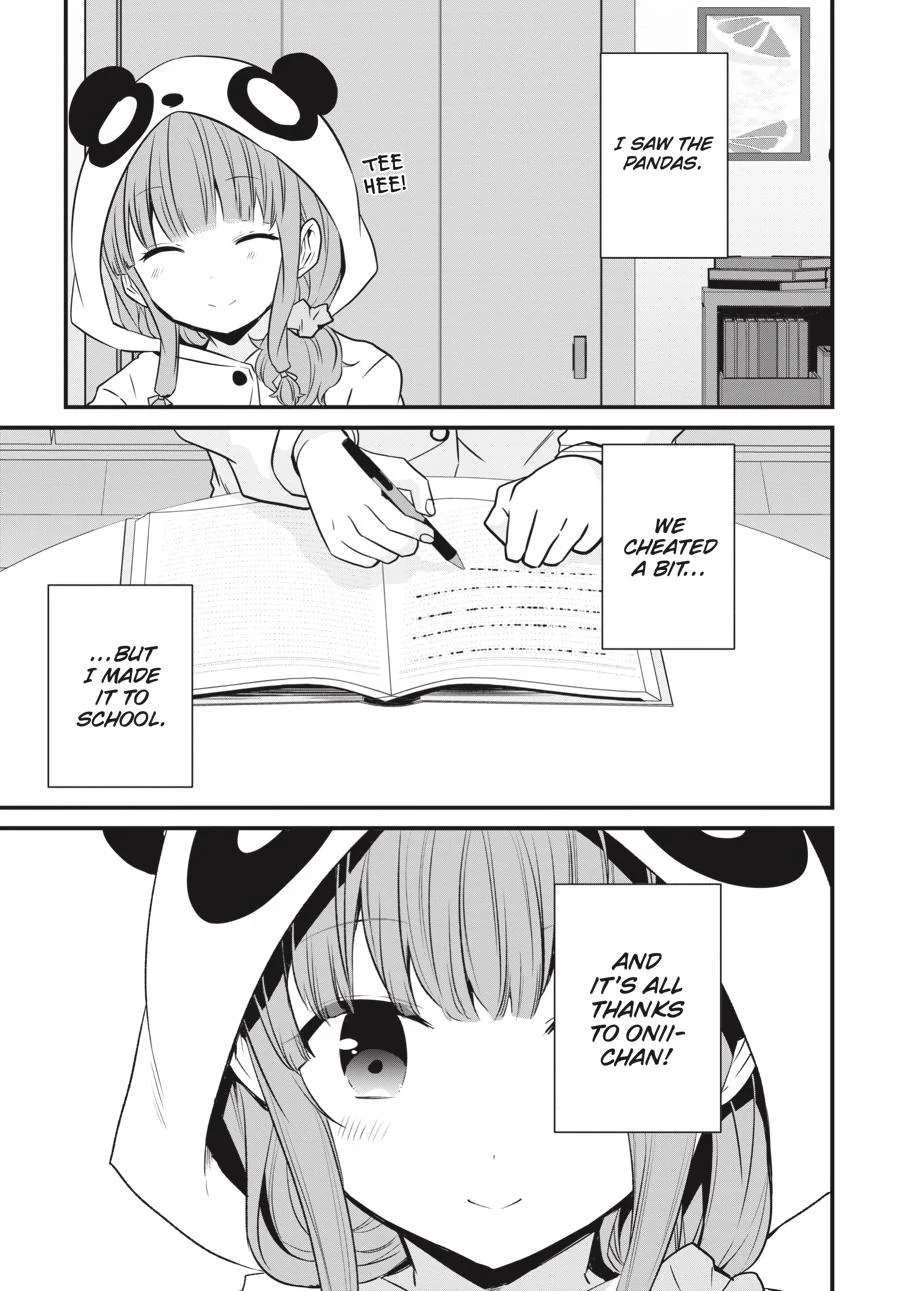 I SAW THE
PANDAS.
TEE
HEE!
WE
CHEATED
A BIT...
...BUT
I MADE
IT TO
SCHOOL.
AND
IT'S ALL
THANKS
TO ONII-
CHAN!